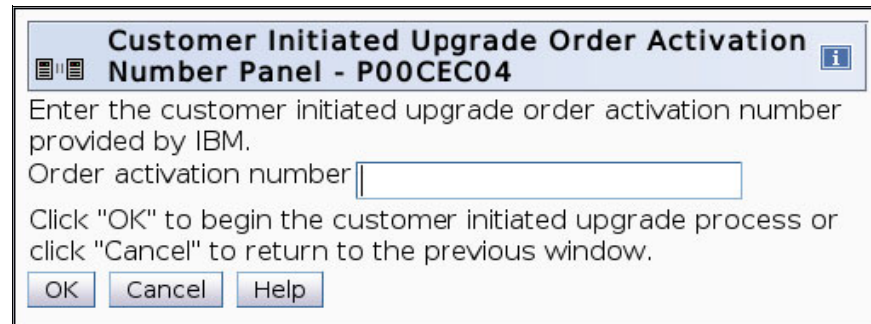 Customer Initiated Upgrade Order Activation
Number Panel - P00CEC04
i
Enter the customer initiated upgrade order activation number
provided by IBM.
Order activation number
Click "OK" to begin the customer initiated upgrade process or
click "Cancel" to return to the previous window.
OK Cancel Help